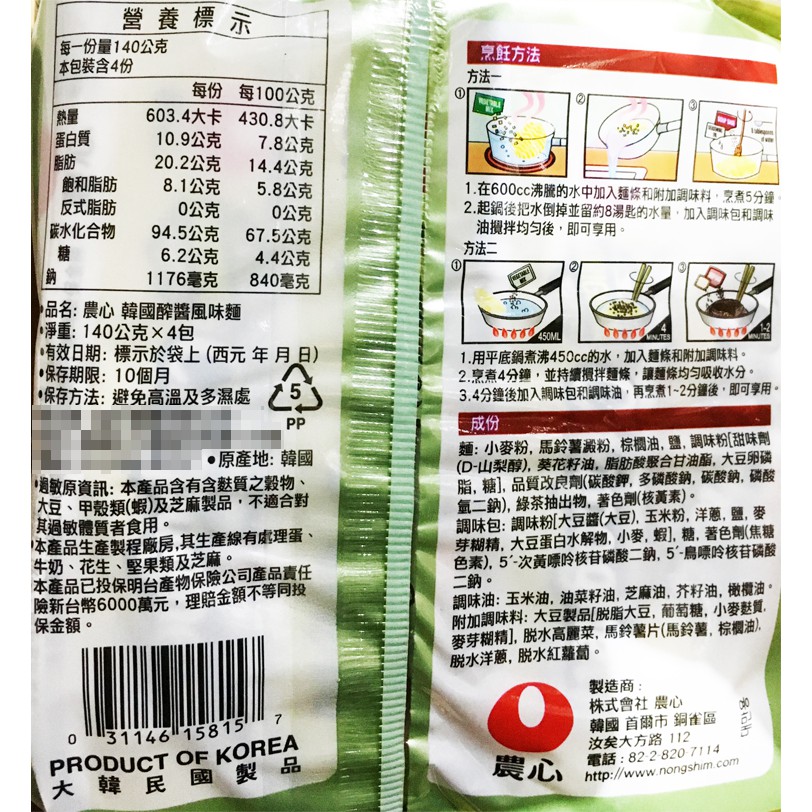 營養標示
每一份量140公克
本包裝含4份
每份 每100公克
熱量 603.4大卡 430.8大卡
蛋白質 10.9公克 7.8公克
脂肪 20.2公克 14.4公克
飽和脂肪 8.1公克 5.8公克
反式脂肪 0公克 0公克
碳水化合物 94.5公克 67.5公克
糖 6.2公克 4.4公克
鈉 1176毫克 840毫克
•品名: 農心 韓國醡醬風味麵
•淨重: 140公克×4包
•有效日期: 標示於袋上 (西元 年 月 日)
•保存期限: 10個月
•保存方法: 避免高溫及多濕處
5
PP
•原產地: 韓國
•過敏原資訊: 本產品含有含麩質之穀物、
大豆、甲殼類(蝦)及芝麻製品，不適合對
其過敏體質者食用。
•本產品生產製程廠房,其生產線有處理蛋、
牛奶、花生、堅果類及芝麻。
•本產品已投保明台產物保險公司產品責任
險新台幣6000萬元，理賠金額不等同投
保金額。
0 31146 15815 7
PRODUCT OF KOREA
大韓民國製品
烹飪方法
方法一
① ② ③
VEGETABLE MIX
1.在600cc沸騰的水中加入麵條和附加調味料，烹煮5分鐘
2.起鍋後把水倒掉並留約8湯匙的水量，加入調味包和調味
油攪拌均勻後，即可享用。
方法二
① ② ③
VEGETABLE MIX
450ML
4 MINUTES
1-2 MINUTES
1.用平底鍋煮沸450cc的水，加入麵條和附加調味料。
2.烹煮4分鐘，並持續攪拌麵條，讓麵條均勻吸收水分。
3.4分鐘後加入調味包和調味油，再烹煮1~2分鐘後，即可享用
成份
麵: 小麥粉, 馬鈴薯澱粉, 棕櫚油, 鹽, 調味粉[甜味劑
(D-山梨醇), 葵花籽油, 脂肪酸聚合甘油酯, 大豆卵磷
脂, 糖], 品質改良劑(碳酸鉀, 多磷酸鈉, 碳酸鈉, 磷酸
氫二鈉), 綠茶抽出物, 著色劑(核黃素)。
調味包: 調味粉[大豆醬(大豆), 玉米粉, 洋蔥, 鹽, 麥
芽糊精, 大豆蛋白水解物, 小麥, 蝦], 糖, 著色劑(焦糖
色素), 5´-次黃嘌呤核苷磷酸二鈉, 5´-鳥嘌呤核苷磷酸
二鈉。
調味油: 玉米油, 油菜籽油, 芝麻油, 芥籽油, 橄欖油。
附加調味料: 大豆製品[脫脂大豆, 葡萄糖, 小麥麩質,
麥芽糊精], 脫水高麗菜, 馬鈴薯片(馬鈴薯, 棕櫚油),
脫水洋蔥, 脫水紅蘿蔔。
農心
製造商:
株式會社 農心
韓國 首爾市 銅雀區
汝矣大方路 112
電話: 82-2-820-7114
http://www.nongshim.com